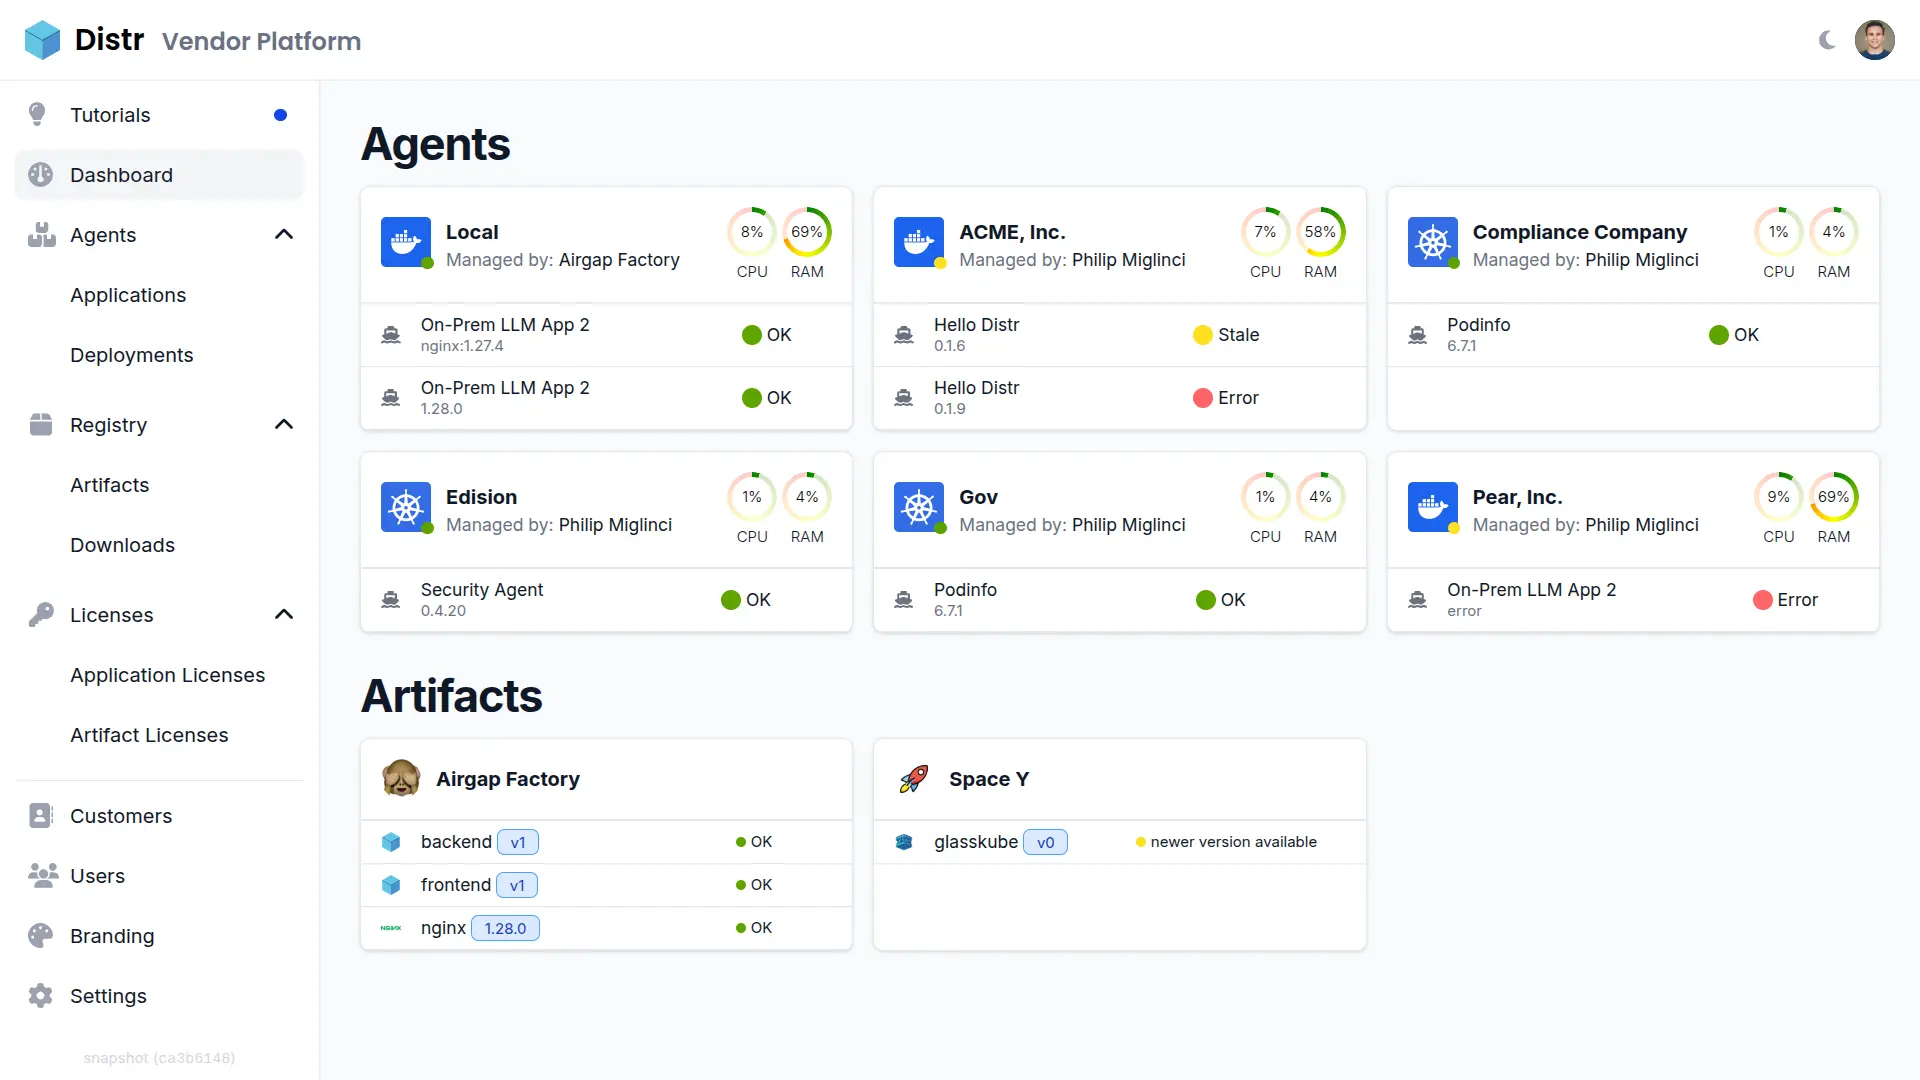 Distr Vendor Platform
Tutorials
Dashboard
Agents
Applications
Deployments
Registry
Artifacts
Downloads
Licenses
Application Licenses
Artifact Licenses
Customers
Users
Branding
Settings
snapshot (ca3b6148)
Agents
Local
Managed by: Airgap Factory
8%
CPU
69%
RAM
On-Prem LLM App 2
nginx:1.27.4
OK
On-Prem LLM App 2
1.28.0
OK
ACME, Inc.
Managed by: Philip Miglinci
7%
CPU
58%
RAM
Hello Distr
0.1.6
Stale
Hello Distr
0.1.9
Error
Compliance Company
Managed by: Philip Miglinci
1%
CPU
4%
RAM
Podinfo
6.7.1
OK
Edision
Managed by: Philip Miglinci
1%
CPU
4%
RAM
Security Agent
0.4.20
OK
Gov
Managed by: Philip Miglinci
1%
CPU
4%
RAM
Podinfo
6.7.1
OK
Pear, Inc.
Managed by: Philip Miglinci
9%
CPU
69%
RAM
On-Prem LLM App 2
error
Error
Artifacts
Airgap Factory
backend v1
OK
frontend v1
OK
NGINX
nginx 1.28.0
OK
Space Y
glasskube v0
newer version available